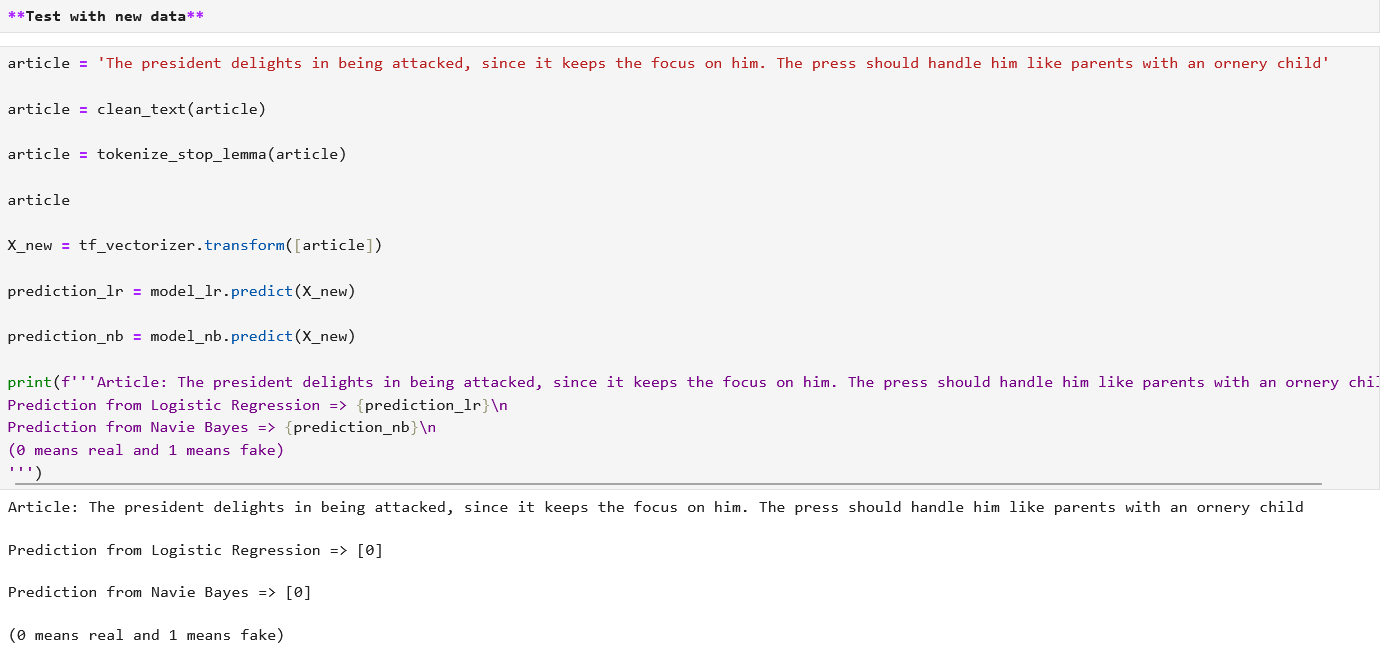 **Test with new data**
article = 'The president delights in being attacked, since it keeps the focus on him. The press should handle him like parents with an ornery child'
article = clean_text(article)
article = tokenize_stop_lemma(article)
article
X_new = tf_vectorizer.transform([article])
prediction_lr = model_lr.predict(X_new)
prediction_nb = model_nb.predict(X_new)
print(f'''Article: The president delights in being attacked, since it keeps the focus on him. The press should handle him like parents with an ornery chil
Prediction from Logistic Regression => {prediction_lr}\n
Prediction from Navie Bayes => {prediction_nb}\n
(0 means real and 1 means fake)
''')
Article: The president delights in being attacked, since it keeps the focus on him. The press should handle him like parents with an ornery child
Prediction from Logistic Regression => [0]
Prediction from Navie Bayes => [0]
(0 means real and 1 means fake)